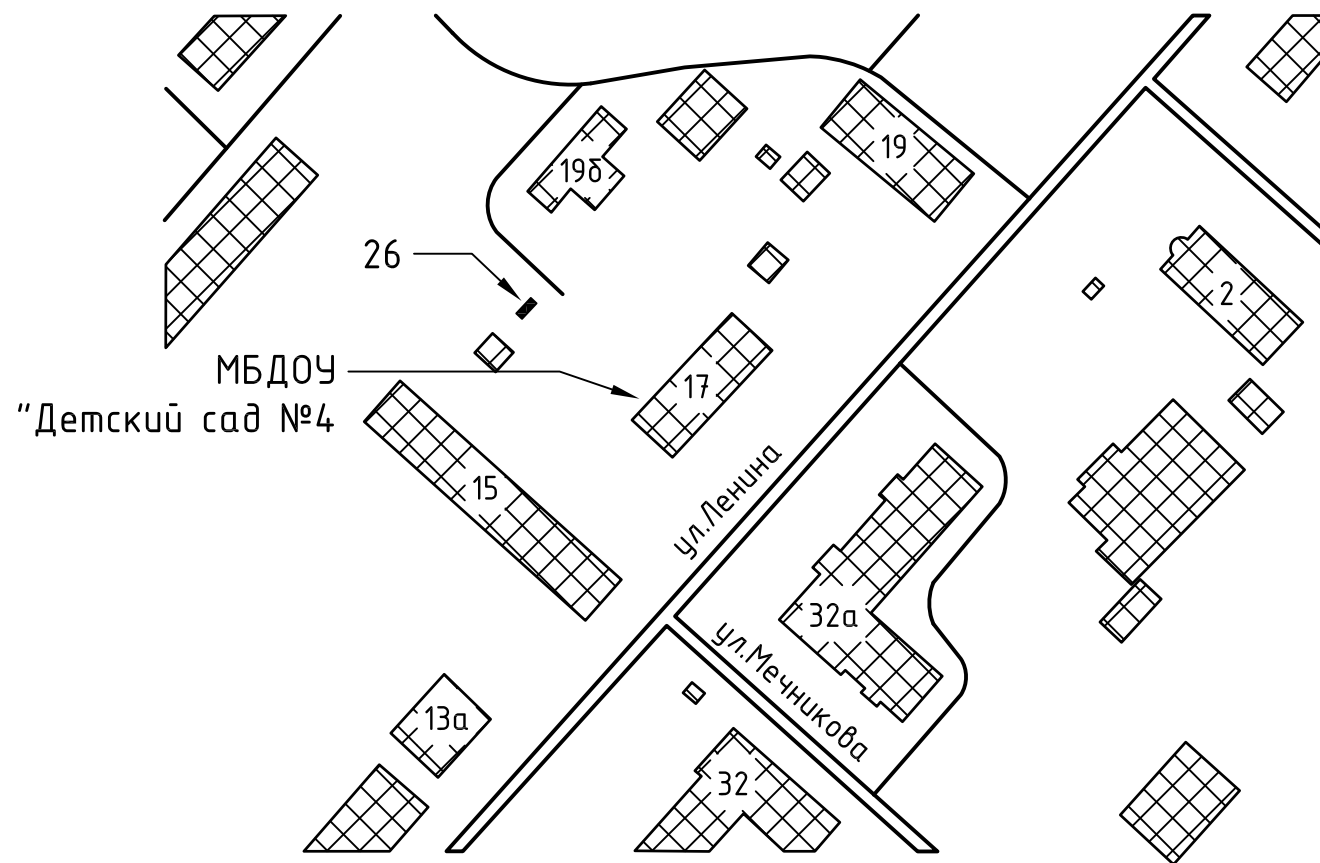 19
19б
26
2
МБДОУ
"Детский сад №4
17
15
ул.Ленина
32а
ул.Мечникова
13а
32